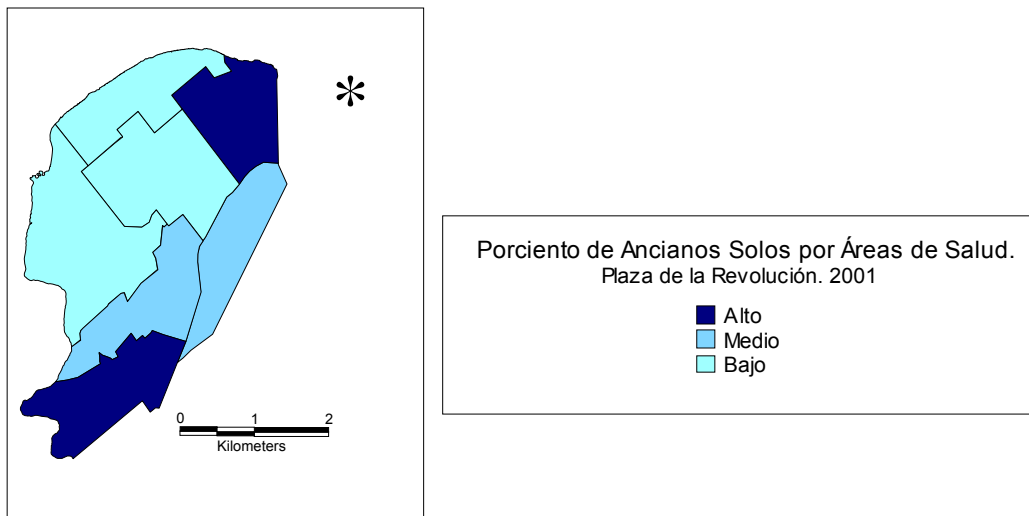 0 1 2
Kilometers
Porciento de Ancianos Solos por Áreas de Salud.
Plaza de la Revolución. 2001
Alto
Medio
Bajo